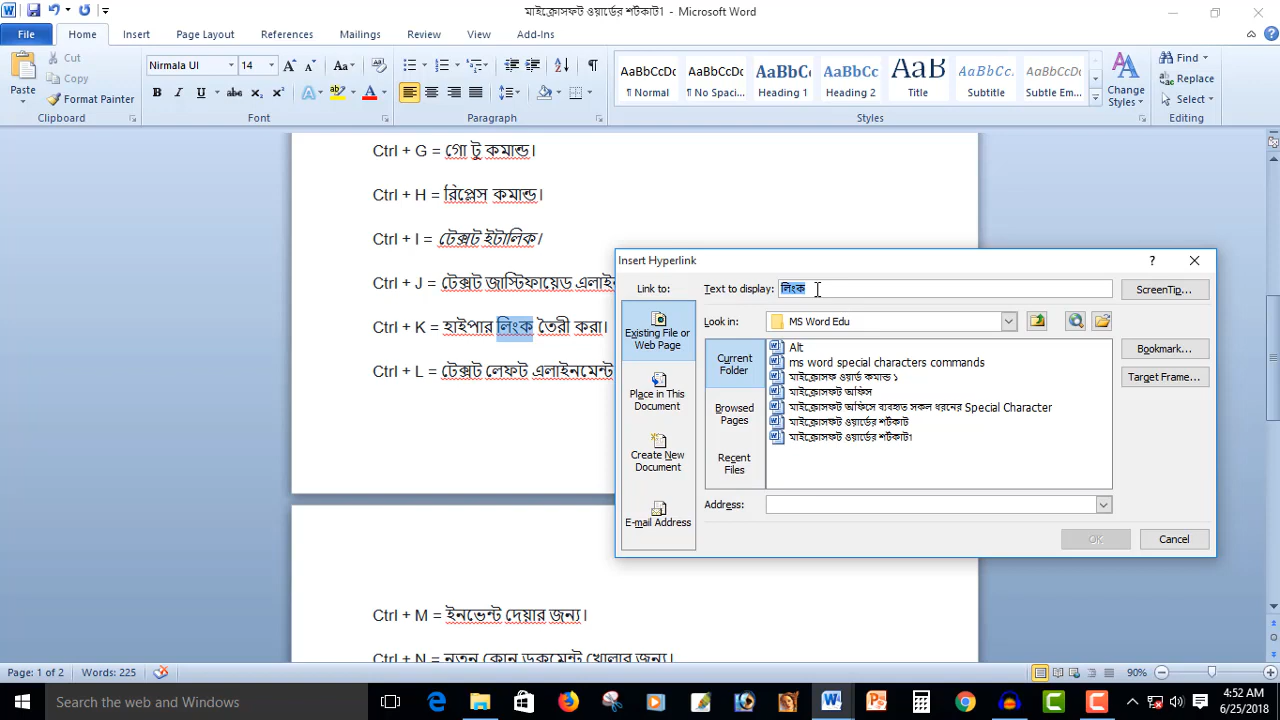 মাইক্রোসফট ওয়ার্ডের শর্টকাট1 - Microsoft Word
File Home Insert Page Layout References Mailings Review View Add-Ins
Paste Cut Copy Format Painter
Nirmala UI 14
AaBbCcDc AaBbCcDc AaBbCc AaBbCc AaB AaBbCcI AaBbCcDc
¶ Normal ¶ No Spaci... Heading 1 Heading 2 Title Subtitle Subtle Em...
Change Styles
Find
Replace
Select
Clipboard Font Paragraph Styles Editing
Ctrl + G = গো টু কমান্ড।
Ctrl + H = রিপ্লেস কমান্ড।
Ctrl + I = টেক্সট ইটালিক।
Ctrl + J = টেক্সট জাস্টিফায়েড এলাইন
Ctrl + K = হাইপার লিংক তৈরী করা।
Ctrl + L = টেক্সট লেফট এলাইনমেন্ট
Ctrl + M = ইনভেন্ট দেয়ার জন্য।
Ctrl + N = নতুন কোন ডকুমেন্ট খোলার জন্য।
Insert Hyperlink
Link to: Text to display: লিংক ScreenTip...
Existing File or Web Page
Look in: MS Word Edu
Current Folder
Browsed Pages
Recent Files
Alt
ms word special characters commands
মাইক্রোসফ ওয়ার্ড কমান্ড ১
মাইক্রোসফট অফিস
মাইক্রোসফট অফিসে ব্যবহৃত সকল ধরনের Special Character
মাইক্রোসফট ওয়ার্ডের শর্টকাট
মাইক্রোসফট ওয়ার্ডের শর্টকাট1
Bookmark...
Target Frame...
Place in This Document
Create New Document
E-mail Address
Address:
OK Cancel
Page: 1 of 2 Words: 225 90%
Search the web and Windows
4:52 AM
6/25/2018